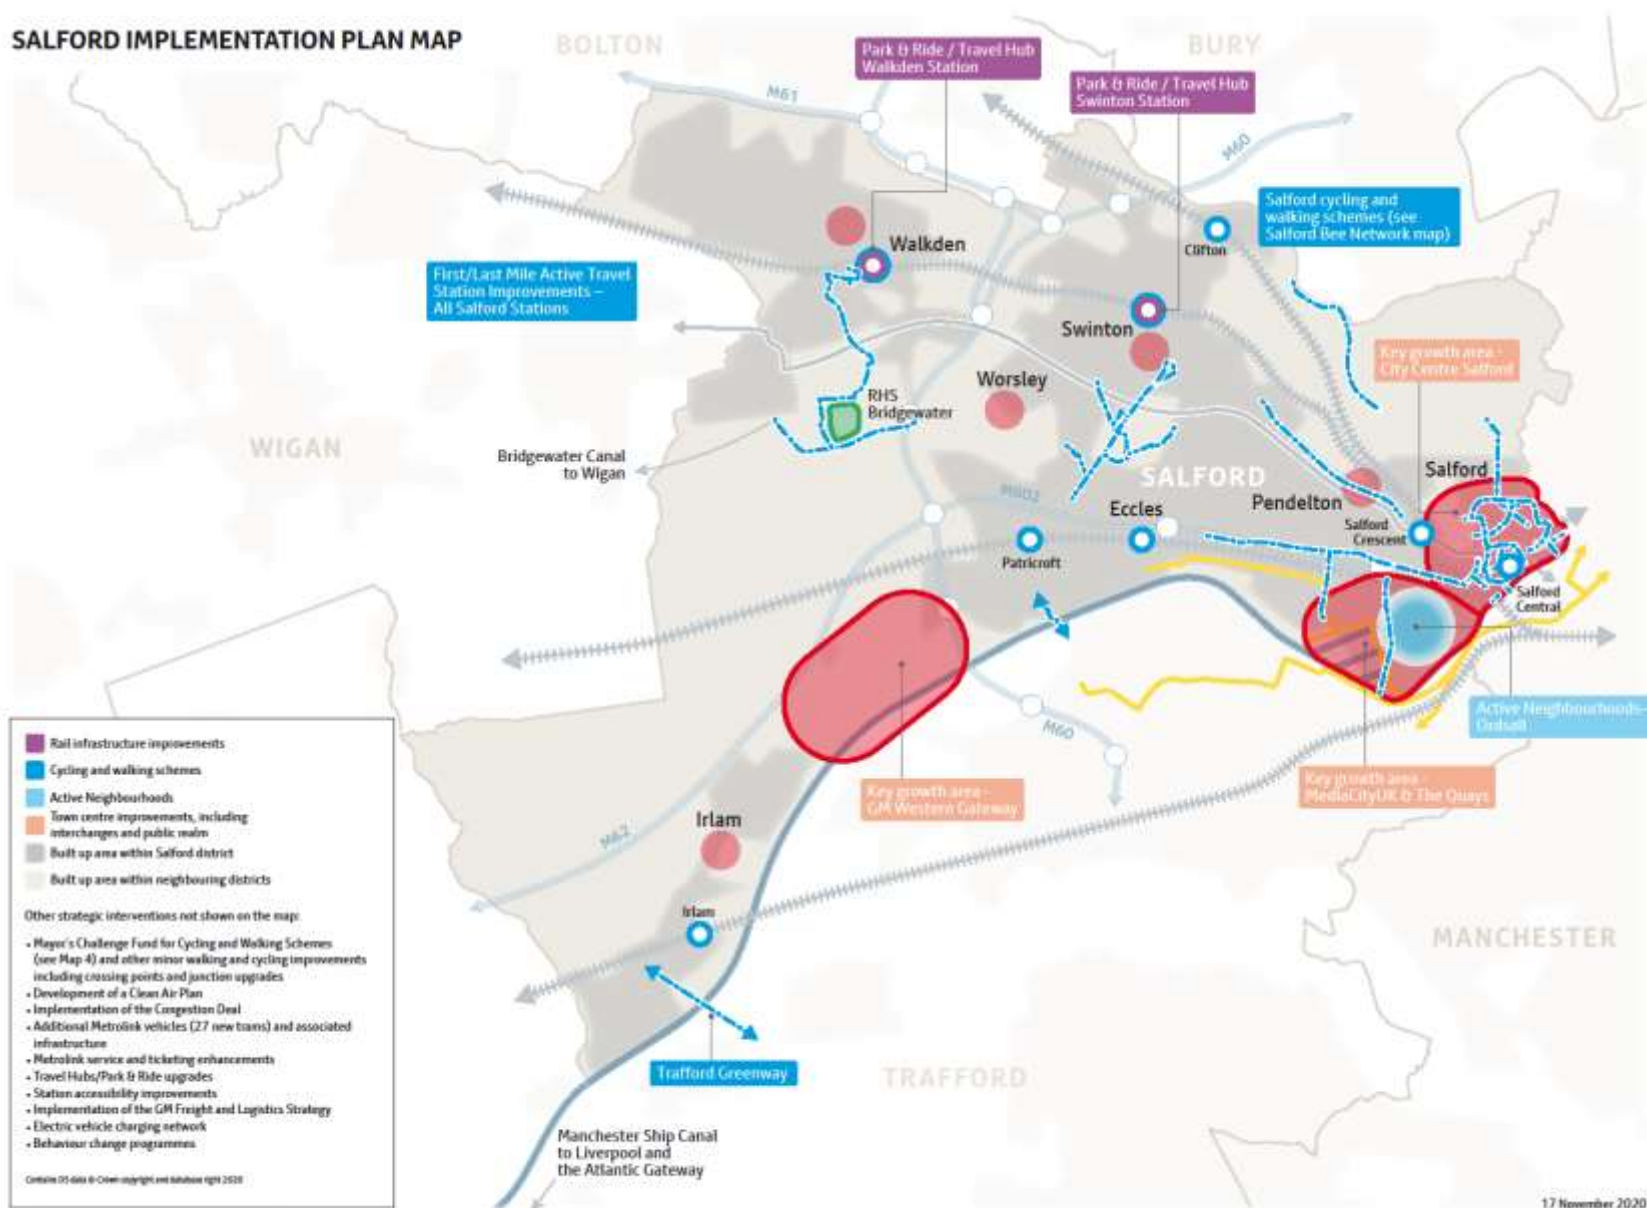 SALFORD IMPLEMENTATION PLAN MAP
BOLTON
BURY
Park & Ride / Travel Hub
Walkden Station
Park & Ride / Travel Hub
Swinton Station
M61
M60
Salford cycling and
walking schemes (see
Salford Bee Network map)
Clifton
Walkden
First/Last Mile Active Travel
Station Improvements –
All Salford Stations
Swinton
Key growth area -
City Centre Salford
Worsley
RHS
Bridgewater
WIGAN
Bridgewater Canal
to Wigan
SALFORD
Salford
M602
Eccles
Pendelton
Salford
Crescent
Patricroft
Salford
Central
Active Neighbourhoods-
Ordsall
M60
Key growth area -
GM Western Gateway
Key growth area -
MediaCityUK & The Quays
Irlam
M62
Irlam
MANCHESTER
Trafford Greenway
TRAFFORD
Manchester Ship Canal
to Liverpool and
the Atlantic Gateway
Rail infrastructure improvements
Cycling and walking schemes
Active Neighbourhoods
Town centre improvements, including
interchanges and public realm
Built up area within Salford district
Built up area within neighbouring districts
Other strategic interventions not shown on the map:
• Mayor's Challenge Fund for Cycling and Walking Schemes
(see Map 4) and other minor walking and cycling improvements
including crossing points and junction upgrades
• Development of a Clean Air Plan
• Implementation of the Congestion Deal
• Additional Metrolink vehicles (27 new trams) and associated
infrastructure
• Metrolink service and ticketing enhancements
• Travel Hubs/Park & Ride upgrades
• Station accessibility improvements
• Implementation of the GM Freight and Logistics Strategy
• Electric vehicle charging network
• Behaviour change programmes
Contains OS data © Crown copyright and database right 2020
17 November 2020